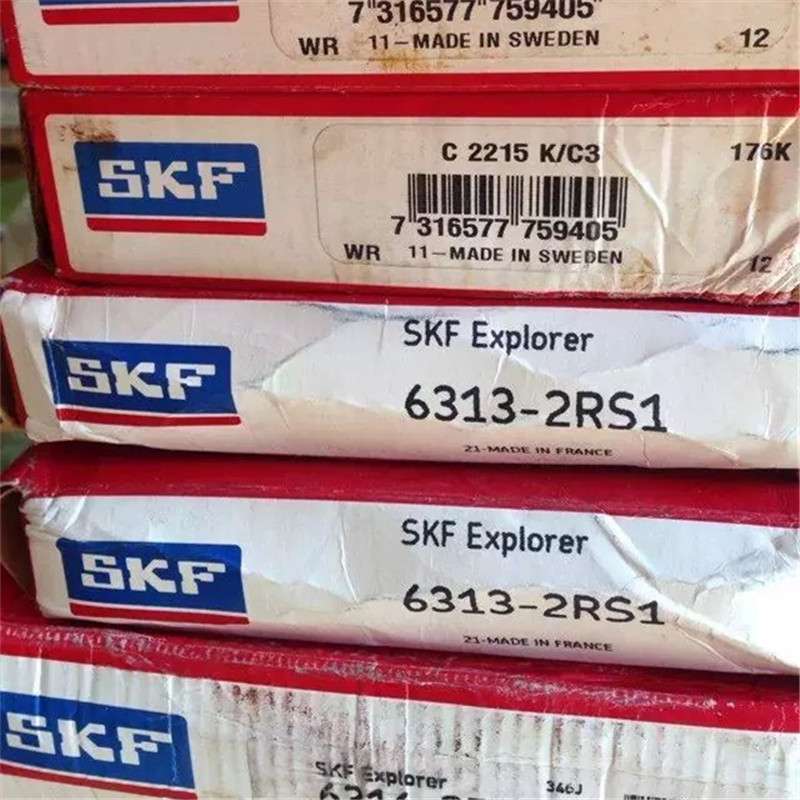 7 316577 759405
WR 11-MADE IN SWEDEN 12
SKF
C 2215 K/C3 176K
7 316577 759405
WR 11-MADE IN SWEDEN 12
SKF
SKF Explorer
6313-2RS1
21-MADE IN FRANCE
SKF
SKF Explorer
6313-2RS1
21-MADE IN FRANCE
SKF
SKF Explorer 346J